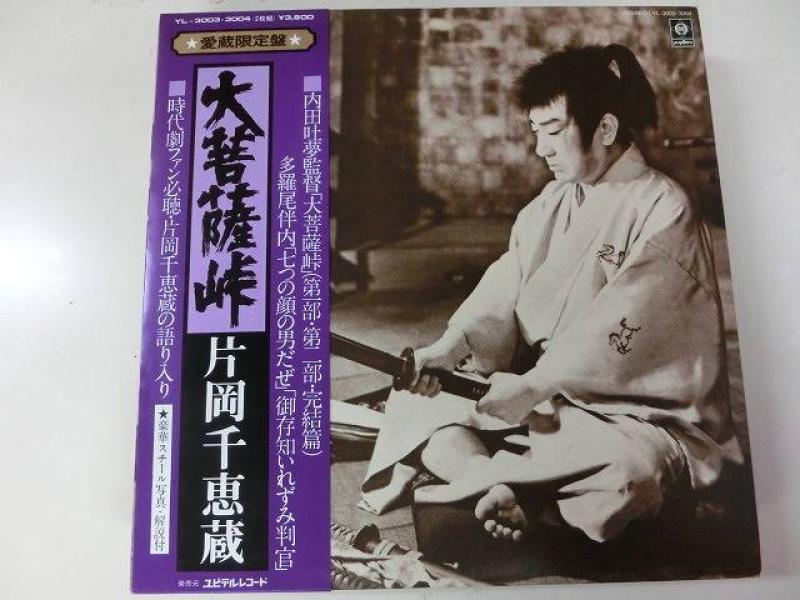 YL-3003-3004 (2枚組) ¥3,800
★愛蔵限定盤★
大菩薩峠
片岡千恵蔵
■内田吐夢監督「大菩薩峠」(第一部・第二部・完結篇)
多羅尾伴内「七つの顔の男だぜ」「御存知いれずみ判官」
■時代劇ファン必聴・片岡千恵蔵の語り入り
★豪華スチール写真・解説付
発売元 ユピテルレコード
YL-3003-3004